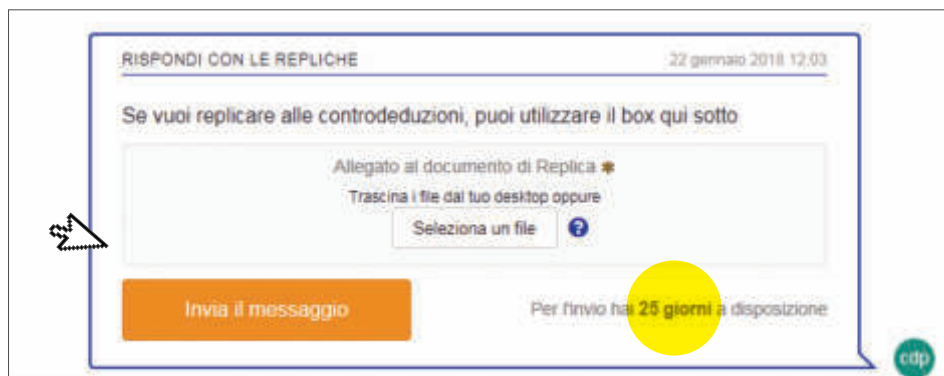 RISPONDI CON LE REPLICHE 22 gennaio 2018 12:03
Se vuoi replicare alle controdeduzioni, puoi utilizzare il box qui sotto
Allegato al documento di Replica *
Trascina i file dal tuo desktop oppure
Seleziona un file ?
Invia il messaggio Per l'invio hai 25 giorni a disposizione
cdp